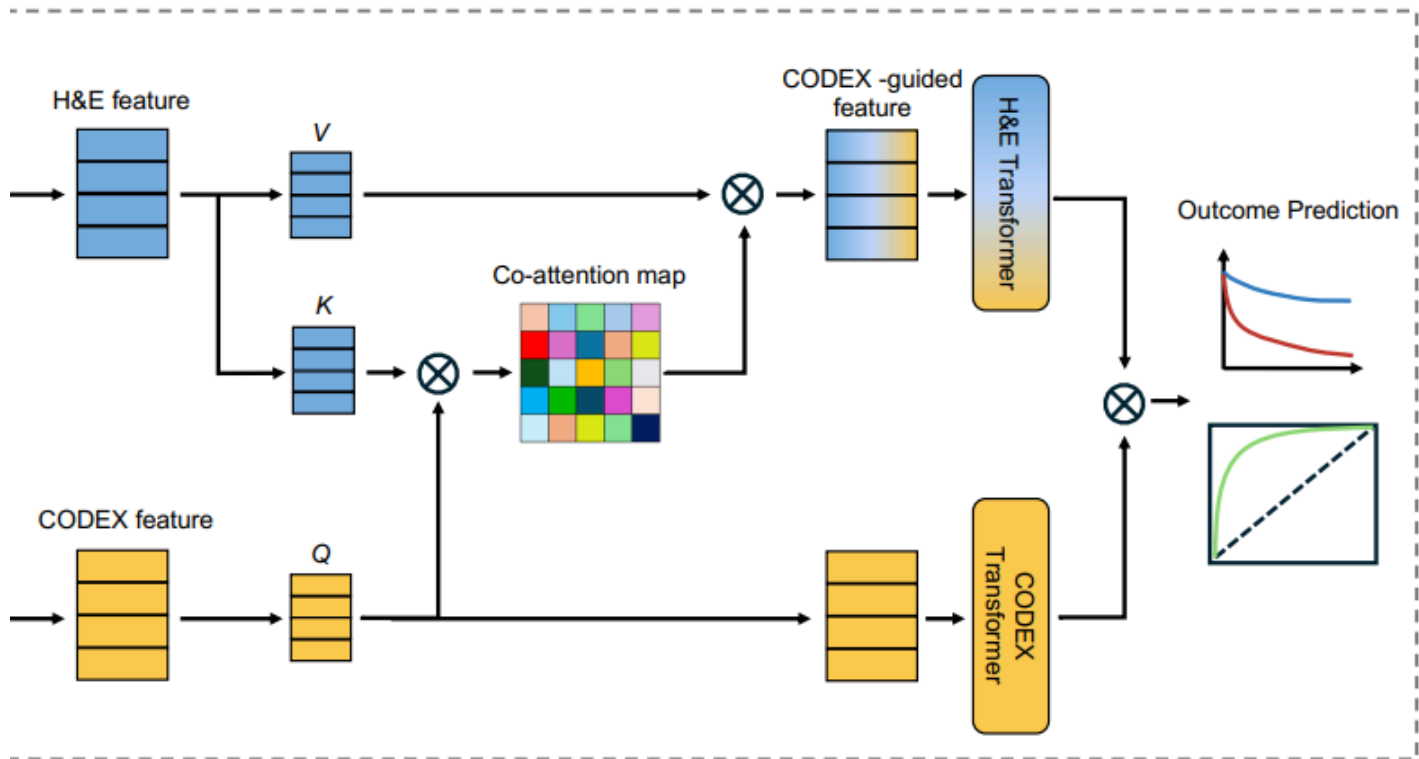 H&E feature
V
K
Co-attention map
CODEX -guided
feature
H&E Transformer
Outcome Prediction
CODEX feature
Q
CODEX
Transformer